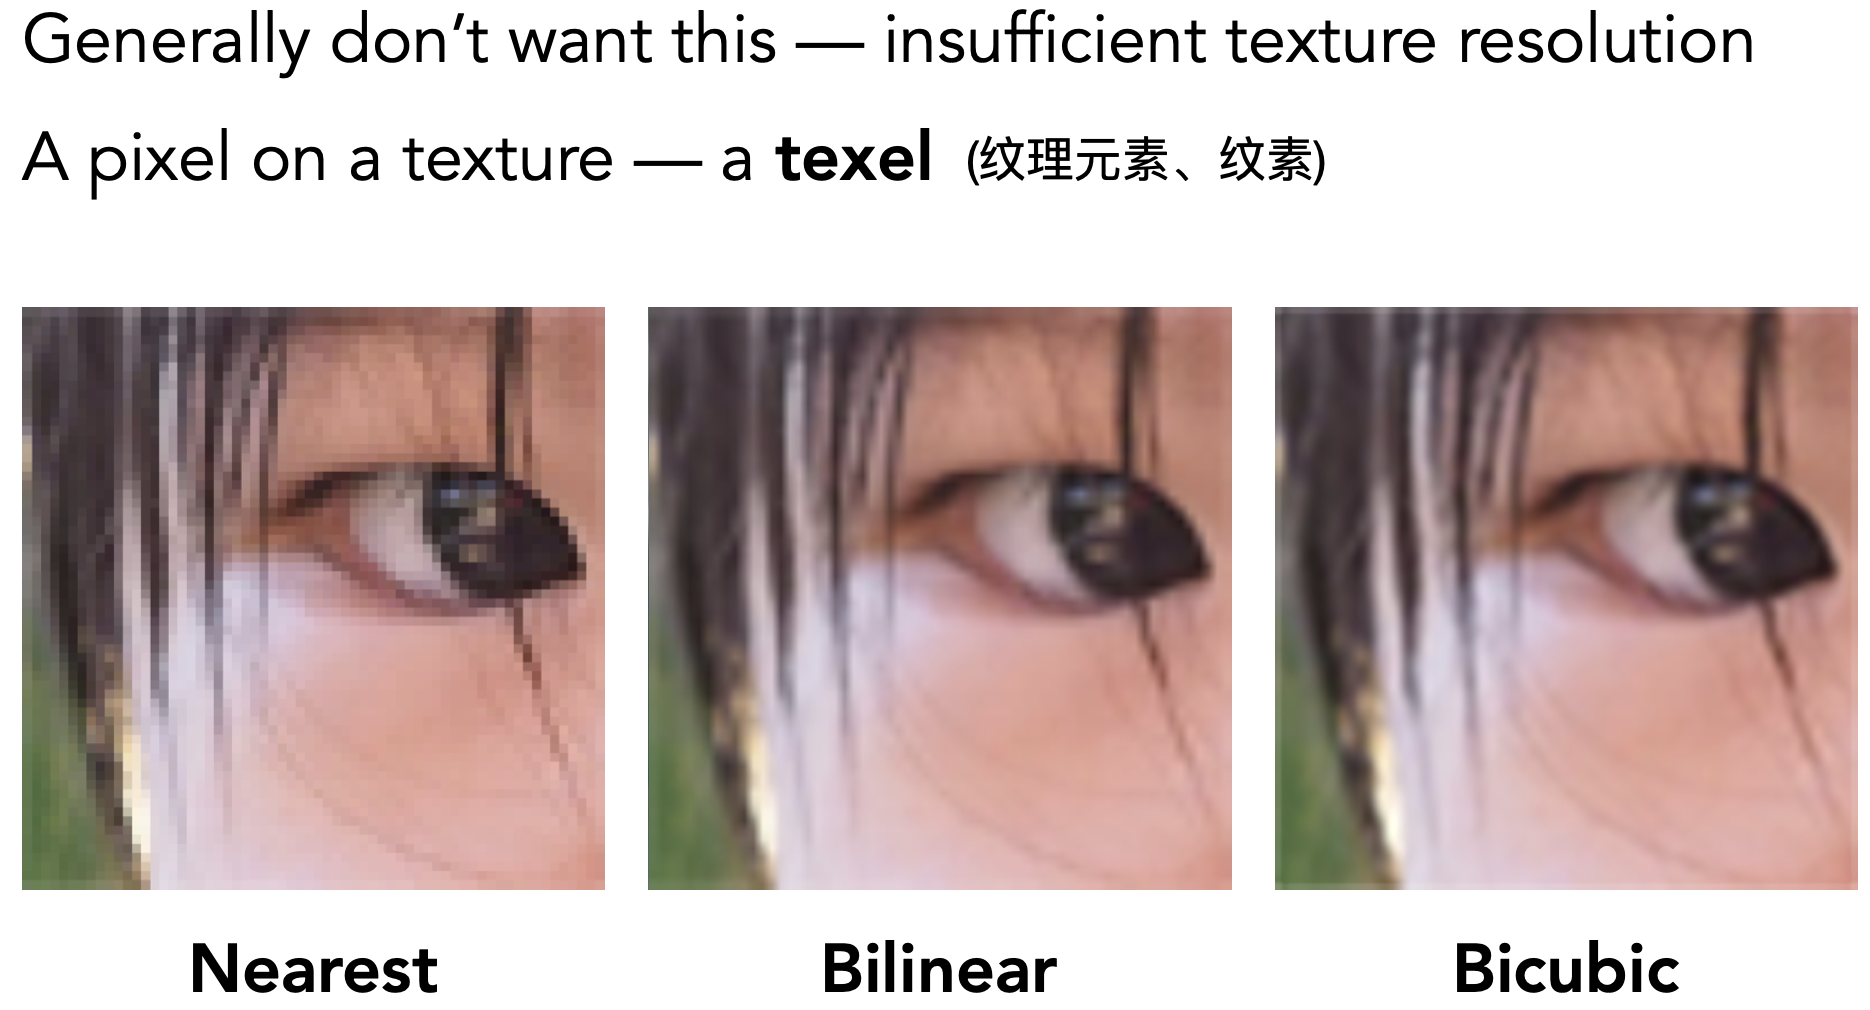 Generally don’t want this — insufficient texture resolution
A pixel on a texture — a texel (纹理元素、纹素)
Nearest
Bilinear
Bicubic